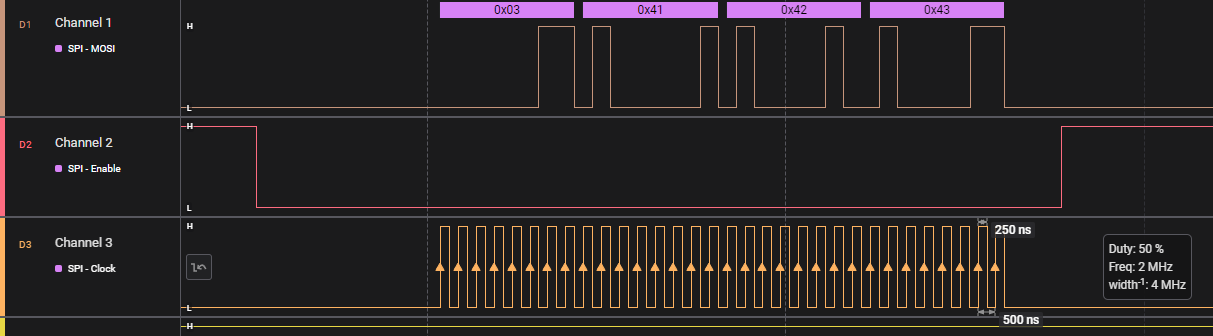 D1 Channel 1 H 0x03 0x41 0x42 0x43
SPI - MOSI
L
D2 Channel 2 H
SPI - Enable
L
D3 Channel 3 H
250 ns
Duty: 50 %
SPI - Clock Freq: 2 MHz
width-1: 4 MHz
L
500 ns
H